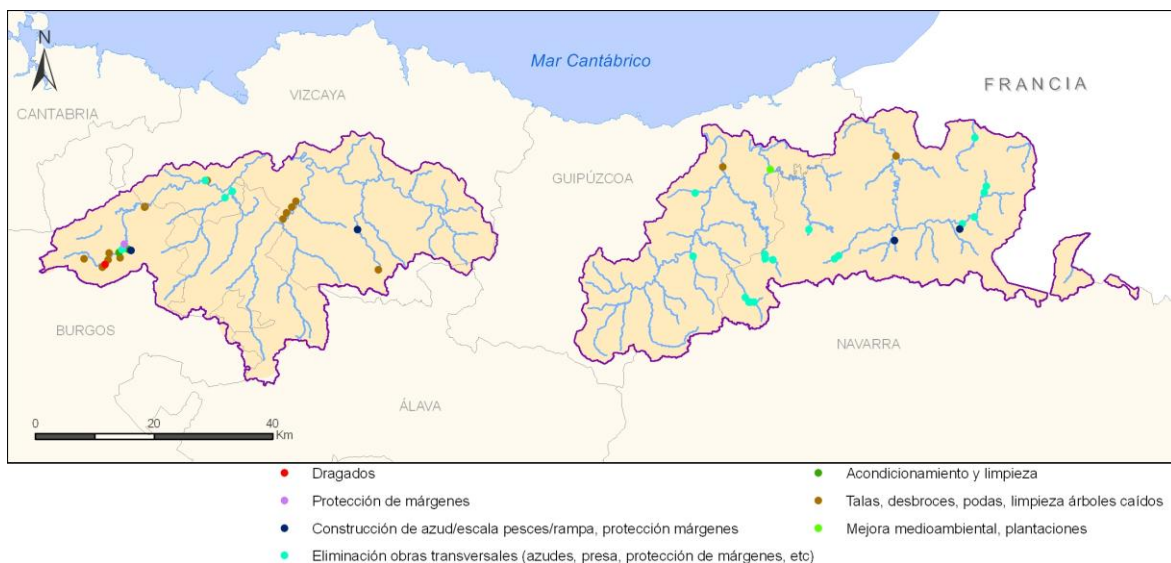 N
Mar Cantábrico
FRANCIA
VIZCAYA
CANTABRIA
GUIPÚZCOA
BURGOS
NAVARRA
ÁLAVA
0 20 40
Km
Dragados
Acondicionamiento y limpieza
Protección de márgenes
Talas, desbroces, podas, limpieza árboles caídos
Construcción de azud/escala pesces/rampa, protección márgenes
Mejora medioambiental, plantaciones
Eliminación obras transversales (azudes, presa, protección de márgenes, etc)